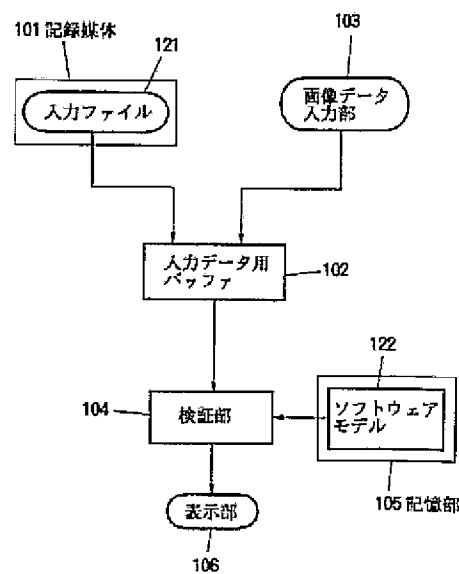 101 記録媒体
121
入力ファイル
103
画像データ
入力部
入力データ用
バッファ
102
104
検証部
122
ソフトウェア
モデル
105 記憶部
表示部
106